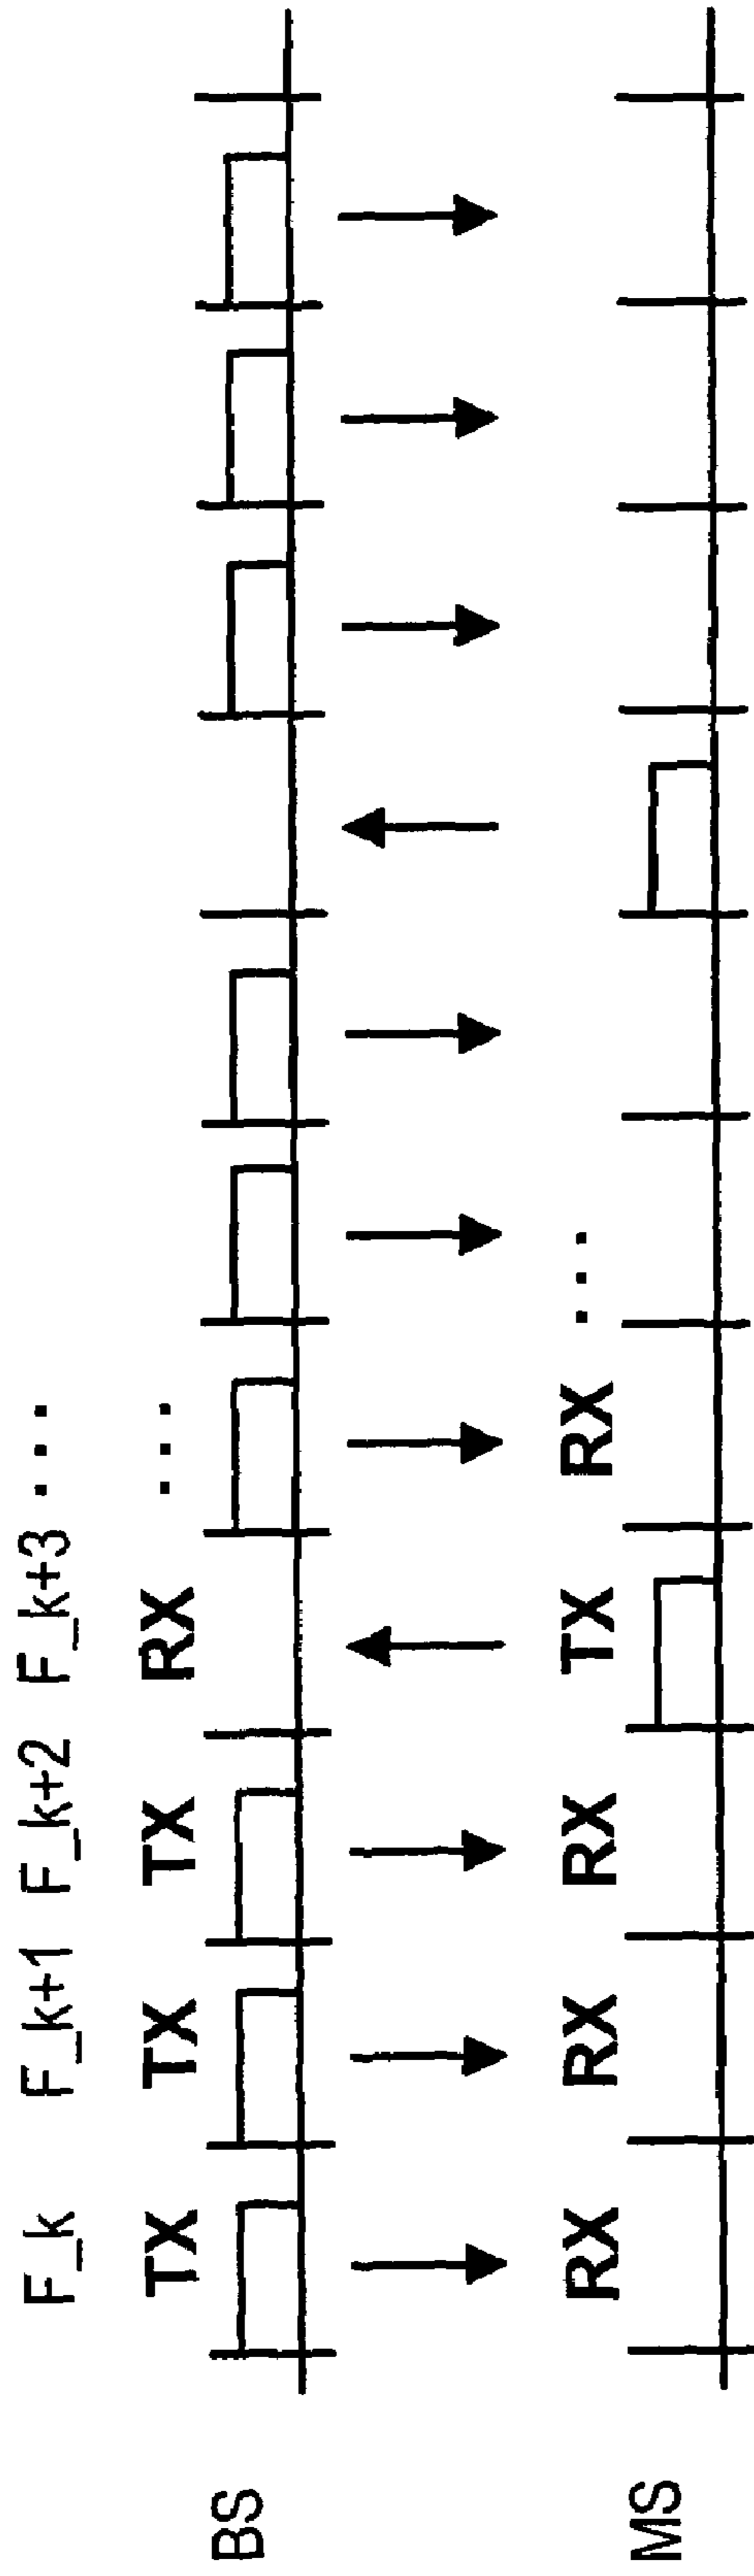 F_k F_k+1 F_k+2 F_k+3 ...
TX TX TX RX ...
BS
RX RX RX TX RX ...
MS